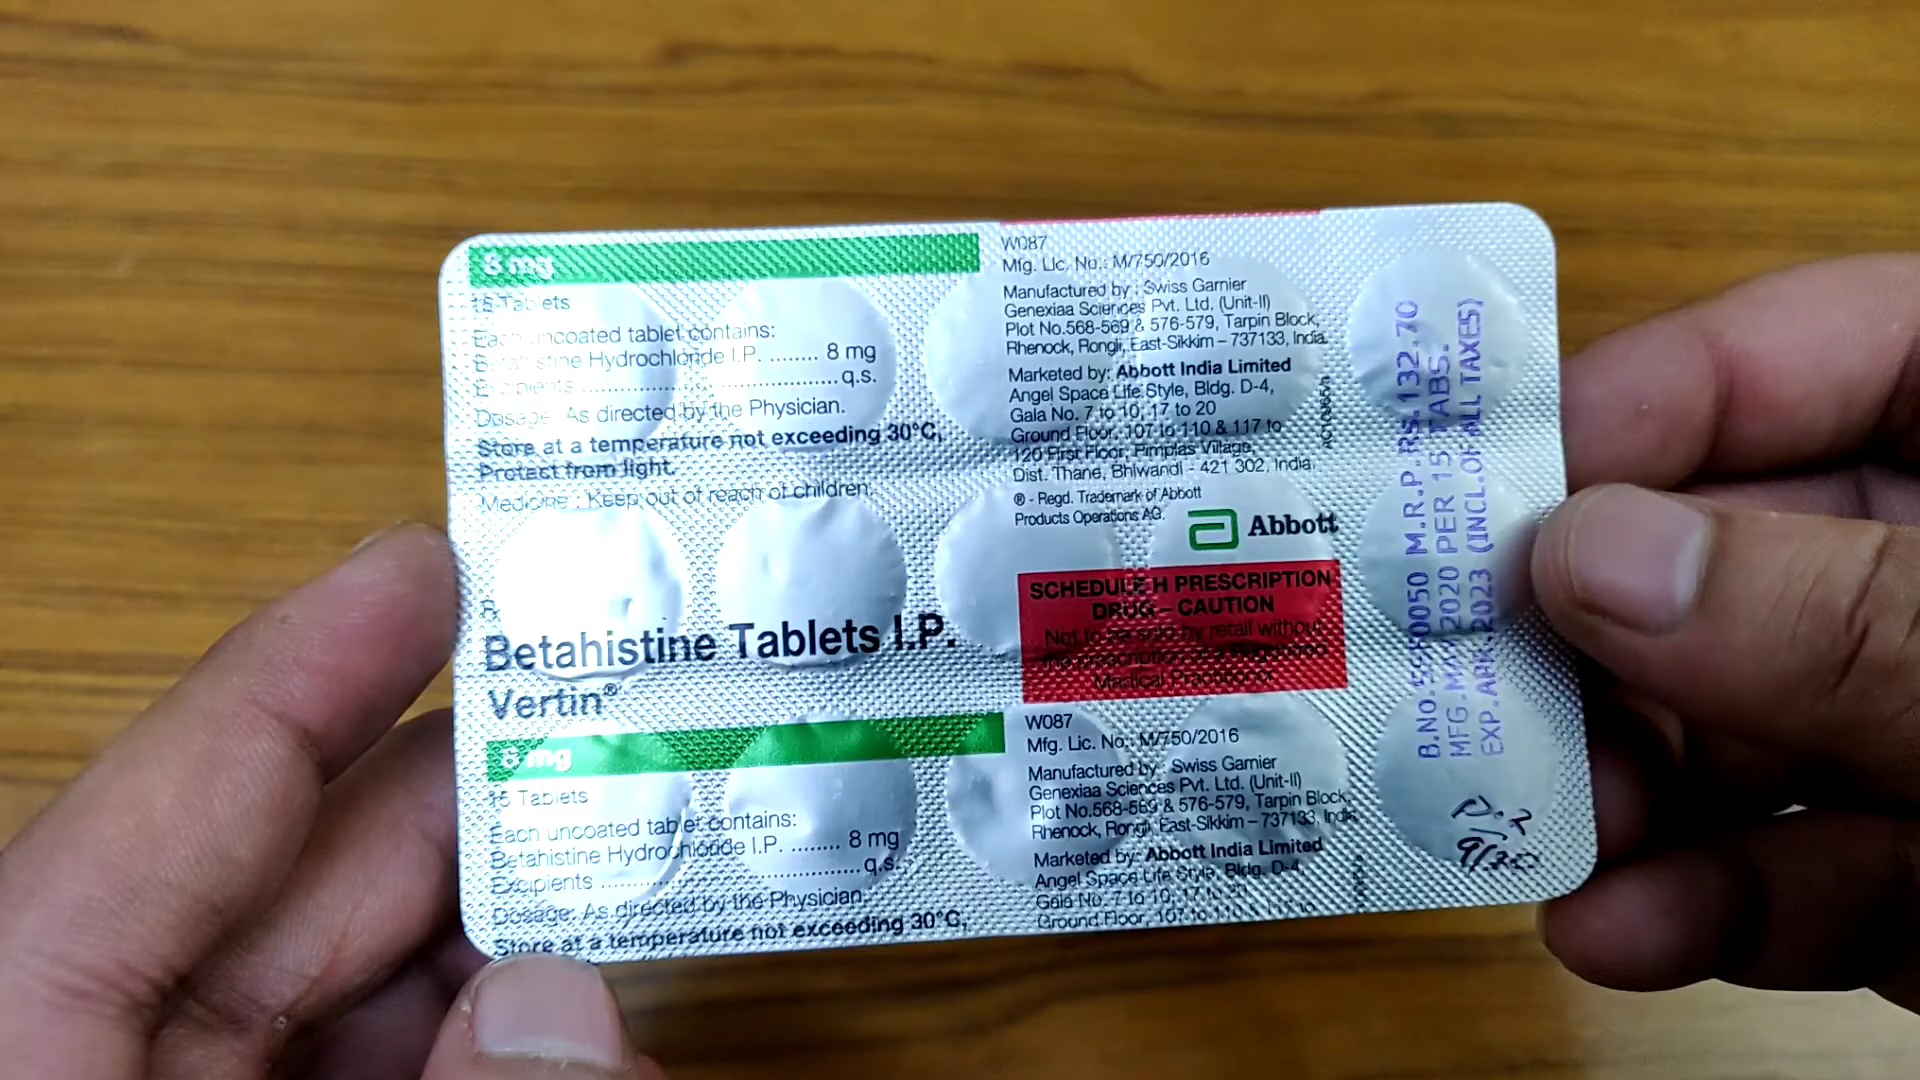 8 mg
15 Tablets
Each uncoated tablet contains:
Betahistine Hydrochloride I.P. ........ 8 mg
Excipients ........................................ q.s.
Dosage: As directed by the Physician.
Store at a temperature not exceeding 30°C,
Protect from light.
Medicine : Keep out of reach of children.
Betahistine Tablets I.P.
Vertin®
8 mg
15 Tablets
Each uncoated tablet contains:
Betahistine Hydrochloride I.P. ........ 8 mg
Excipients ........................................ q.s.
Dosage: As directed by the Physician.
Store at a temperature not exceeding 30°C,
W087
Mfg. Lic. No.: M/750/2016
Manufactured by : Swiss Garnier
Genexiaa Sciences Pvt. Ltd. (Unit-II)
Plot No.568-569 & 576-579, Tarpin Block,
Rhenock, Rongli, East-Sikkim – 737133, India.
Marketed by: Abbott India Limited
Angel Space Life Style, Bldg. D-4,
Gala No. 7 to 10, 17 to 20
Ground Floor, 107 to 110 & 117 to
120 First Floor, Pimplas Village,
Dist. Thane, Bhiwandi - 421 302, India.
® - Regd. Trademark of Abbott
Products Operations AG.
Abbott
SCHEDULE H PRESCRIPTION
DRUG – CAUTION
Not to be sold by retail without
the prescription of a Registered
Medical Practitioner.
W087
Mfg. Lic. No.: M/750/2016
Manufactured by : Swiss Garnier
Genexiaa Sciences Pvt. Ltd. (Unit-II)
Plot No.568-569 & 576-579, Tarpin Block,
Rhenock, Rongli, East-Sikkim – 737133, India.
Marketed by: Abbott India Limited
Angel Space Life Style, Bldg. D-4,
Gala No. 7 to 10, 17 to 20
Ground Floor, 107 to 110
B.No. M.R.P. RS.132.70
MFG. MAY 2020 PER 15 TABS.
EXP. APR. 2023 (INCL.OF ALL TAXES)